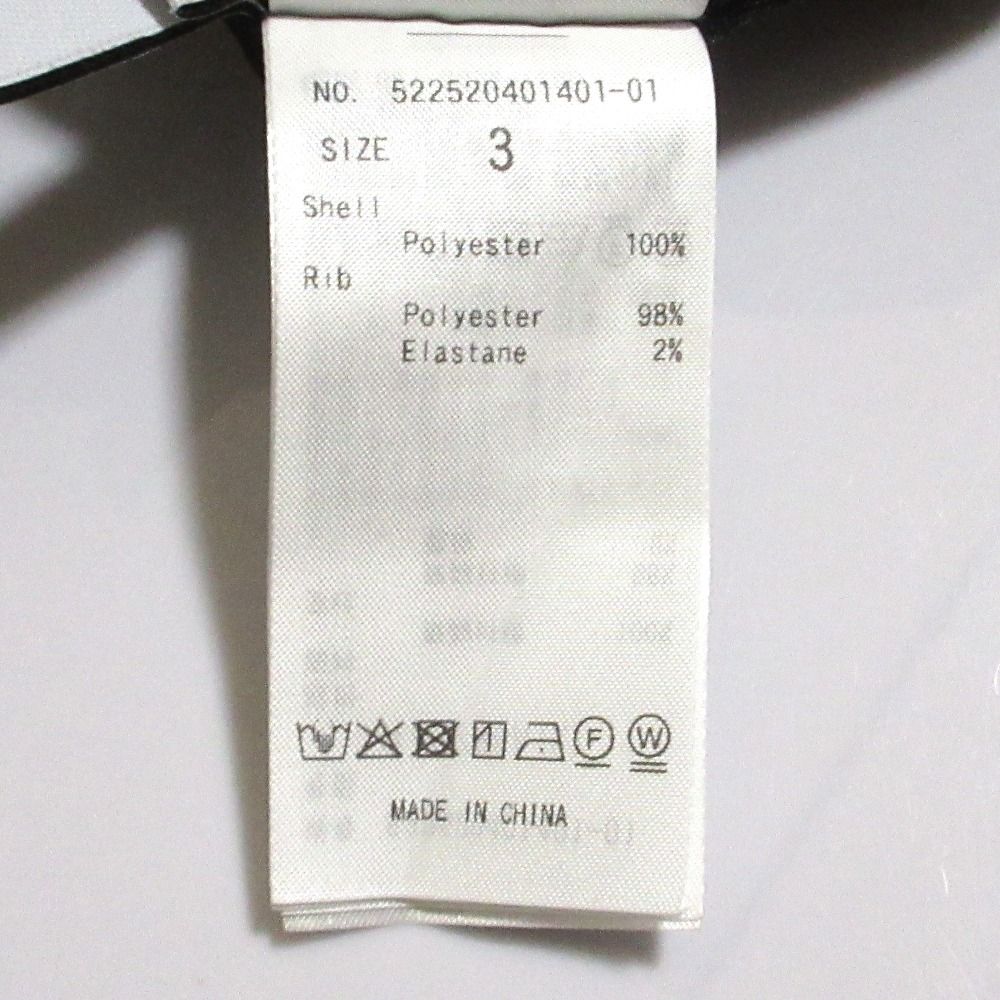 NO. 522520401401-01
SIZE 3
Shell
Polyester 100%
Rib
Polyester 98%
Elastane 2%
F W
MADE IN CHINA